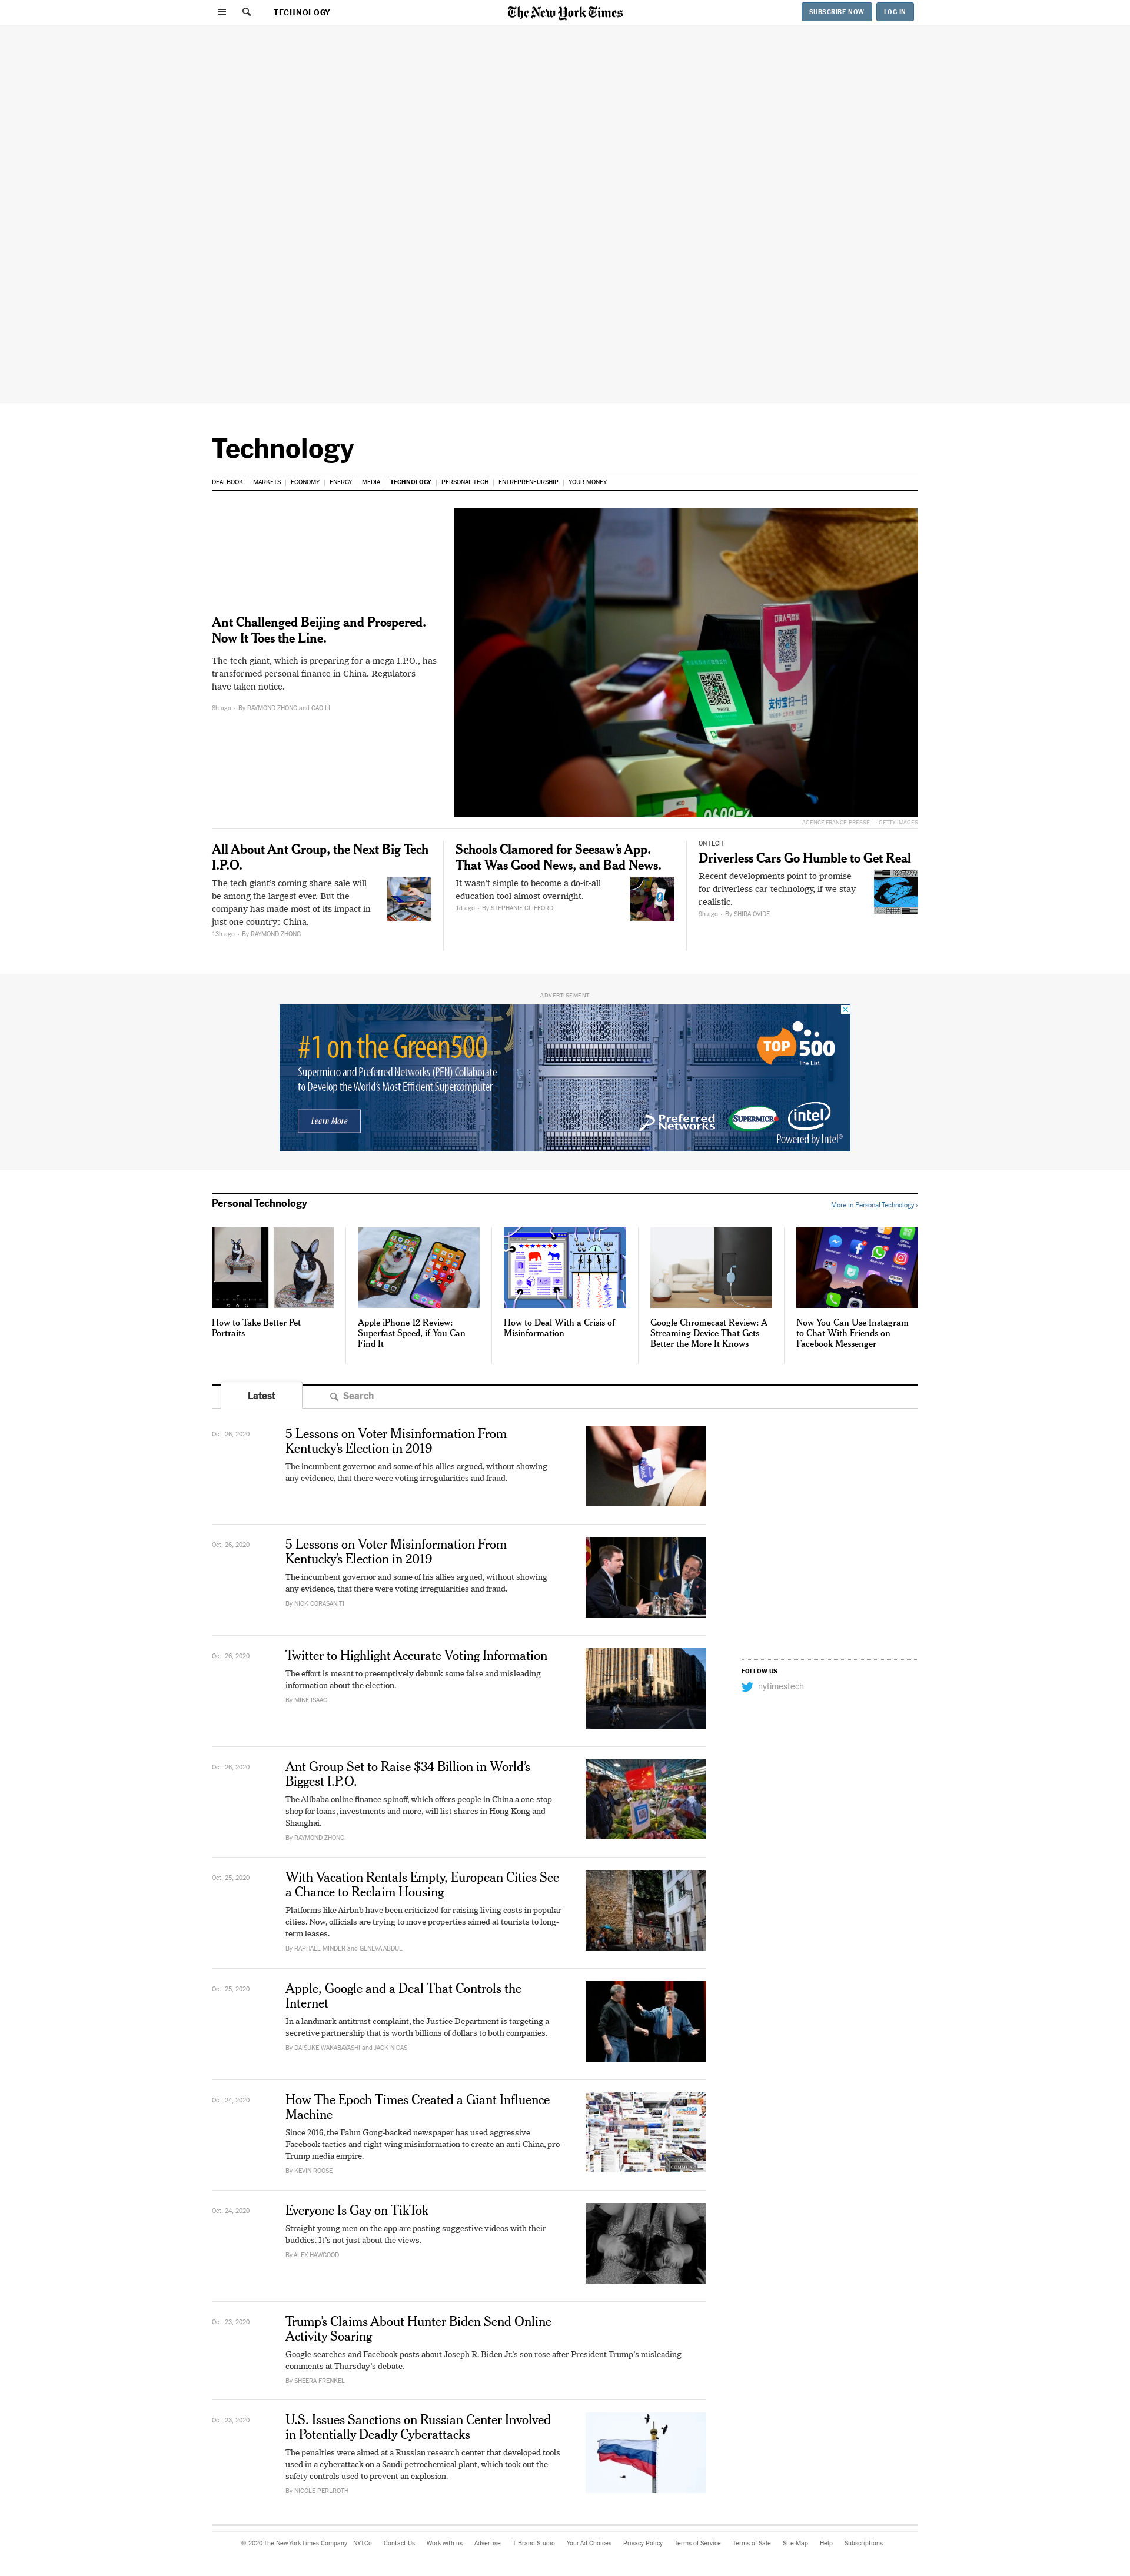 TECHNOLOGY
The New York Times
SUBSCRIBE NOW
LOG IN
Technology
DEALBOOK
MARKETS
ECONOMY
ENERGY
MEDIA
TECHNOLOGY
PERSONAL TECH
ENTREPRENEURSHIP
YOUR MONEY
Ant Challenged Beijing and Prospered.
Now It Toes the Line.
The tech giant, which is preparing for a mega I.P.O., has
transformed personal finance in China. Regulators
have taken notice.
8h ago - By RAYMOND ZHONG and CAO LI
AGENCE FRANCE-PRESSE — GETTY IMAGES
All About Ant Group, the Next Big Tech
I.P.O.
The tech giant's coming share sale will
be among the largest ever. But the
company has made most of its impact in
just one country: China.
13h ago - By RAYMOND ZHONG
Schools Clamored for Seesaw's App.
That Was Good News, and Bad News.
It wasn't simple to become a do-it-all
education tool almost overnight.
1d ago - By STEPHANIE CLIFFORD
ON TECH
Driverless Cars Go Humble to Get Real
Recent developments point to promise
for driverless car technology, if we stay
realistic.
9h ago - By SHIRA OVIDE
ADVERTISEMENT
#1 on the Green500
Supermicro and Preferred Networks (PFN) Collaborate
to Develop the World's Most Efficient Supercomputer
Learn More
TOP 500
The List.
Preferred
Networks
SUPERMICRO
intel
Powered by Intel®
Personal Technology
More in Personal Technology ›
How to Take Better Pet
Portraits
Apple iPhone 12 Review:
Superfast Speed, if You Can
Find It
How to Deal With a Crisis of
Misinformation
Google Chromecast Review: A
Streaming Device That Gets
Better the More It Knows
Now You Can Use Instagram
to Chat With Friends on
Facebook Messenger
Latest
Search
Oct. 26, 2020
5 Lessons on Voter Misinformation From
Kentucky's Election in 2019
The incumbent governor and some of his allies argued, without showing
any evidence, that there were voting irregularities and fraud.
Oct. 26, 2020
5 Lessons on Voter Misinformation From
Kentucky's Election in 2019
The incumbent governor and some of his allies argued, without showing
any evidence, that there were voting irregularities and fraud.
By NICK CORASANITI
Oct. 26, 2020
Twitter to Highlight Accurate Voting Information
The effort is meant to preemptively debunk some false and misleading
information about the election.
By MIKE ISAAC
FOLLOW US
nytimestech
Oct. 26, 2020
Ant Group Set to Raise $34 Billion in World's
Biggest I.P.O.
The Alibaba online finance spinoff, which offers people in China a one-stop
shop for loans, investments and more, will list shares in Hong Kong and
Shanghai.
By RAYMOND ZHONG
Oct. 25, 2020
With Vacation Rentals Empty, European Cities See
a Chance to Reclaim Housing
Platforms like Airbnb have been criticized for raising living costs in popular
cities. Now, officials are trying to move properties aimed at tourists to long-
term leases.
By RAPHAEL MINDER and GENEVA ABDUL
Oct. 25, 2020
Apple, Google and a Deal That Controls the
Internet
In a landmark antitrust complaint, the Justice Department is targeting a
secretive partnership that is worth billions of dollars to both companies.
By DAISUKE WAKABAYASHI and JACK NICAS
Oct. 24, 2020
How The Epoch Times Created a Giant Influence
Machine
Since 2016, the Falun Gong-backed newspaper has used aggressive
Facebook tactics and right-wing misinformation to create an anti-China, pro-
Trump media empire.
By KEVIN ROOSE
Oct. 24, 2020
Everyone Is Gay on TikTok
Straight young men on the app are posting suggestive videos with their
buddies. It's not just about the views.
By ALEX HAWGOOD
Oct. 23, 2020
Trump's Claims About Hunter Biden Send Online
Activity Soaring
Google searches and Facebook posts about Joseph R. Biden Jr.'s son rose after President Trump's misleading
comments at Thursday's debate.
By SHEERA FRENKEL
Oct. 23, 2020
U.S. Issues Sanctions on Russian Center Involved
in Potentially Deadly Cyberattacks
The penalties were aimed at a Russian research center that developed tools
used in a cyberattack on a Saudi petrochemical plant, which took out the
safety controls used to prevent an explosion.
By NICOLE PERLROTH
© 2020 The New York Times Company
NYTCo
Contact Us
Work with us
Advertise
T Brand Studio
Your Ad Choices
Privacy Policy
Terms of Service
Terms of Sale
Site Map
Help
Subscriptions